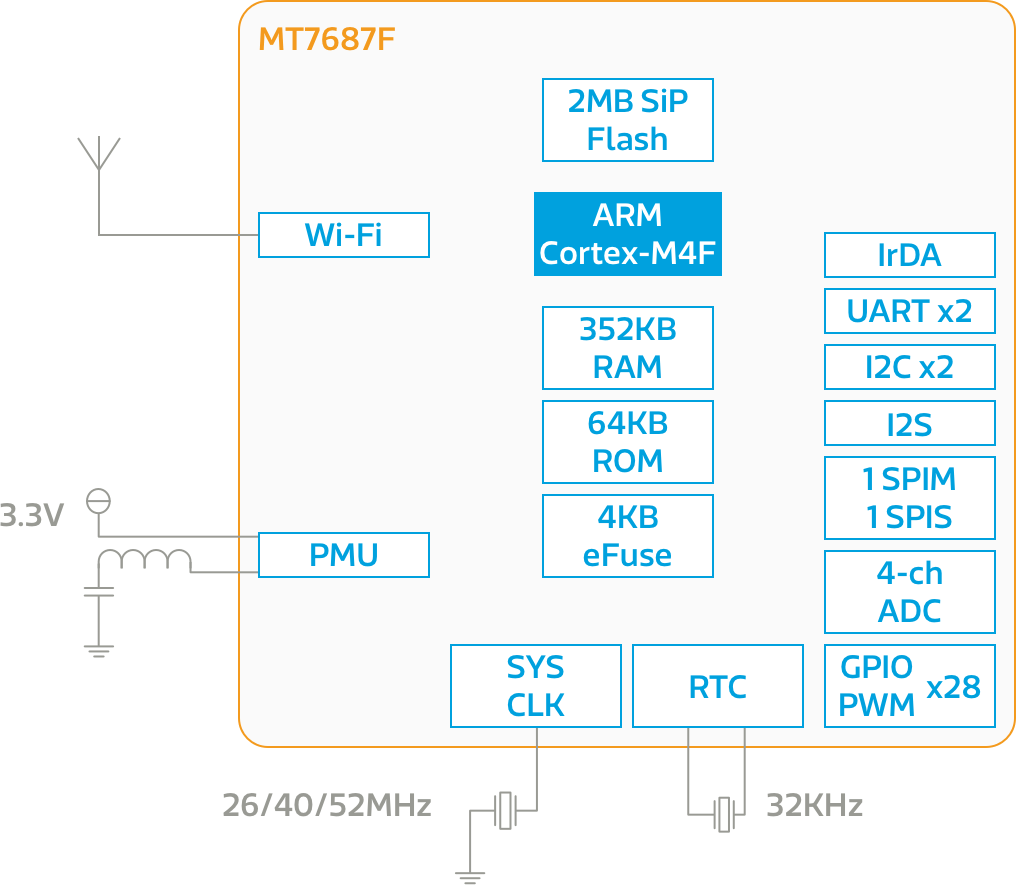 MT7687F
2MB SiP
Flash
ARM
Cortex-M4F
Wi-Fi
352KB
RAM
64KB
ROM
4KB
eFuse
IrDA
UART x2
I2C x2
I2S
1 SPIM
1 SPIS
4-ch
ADC
GPIO
PWM x28
3.3V
PMU
SYS
CLK
RTC
26/40/52MHz
32KHz